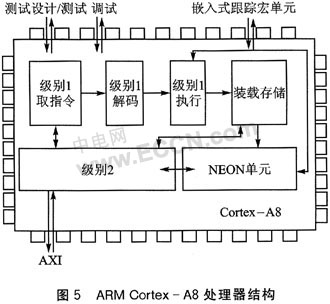 测试设计/测试 调试
嵌入式跟踪宏单元
级别1
取指令
级别1
解码
级别1
执行
装载存储
中电网
www.ECCN.com
级别2
NEON单元
Cortex-A8
AXI
图 5 ARM Cortex-A8 处理器结构